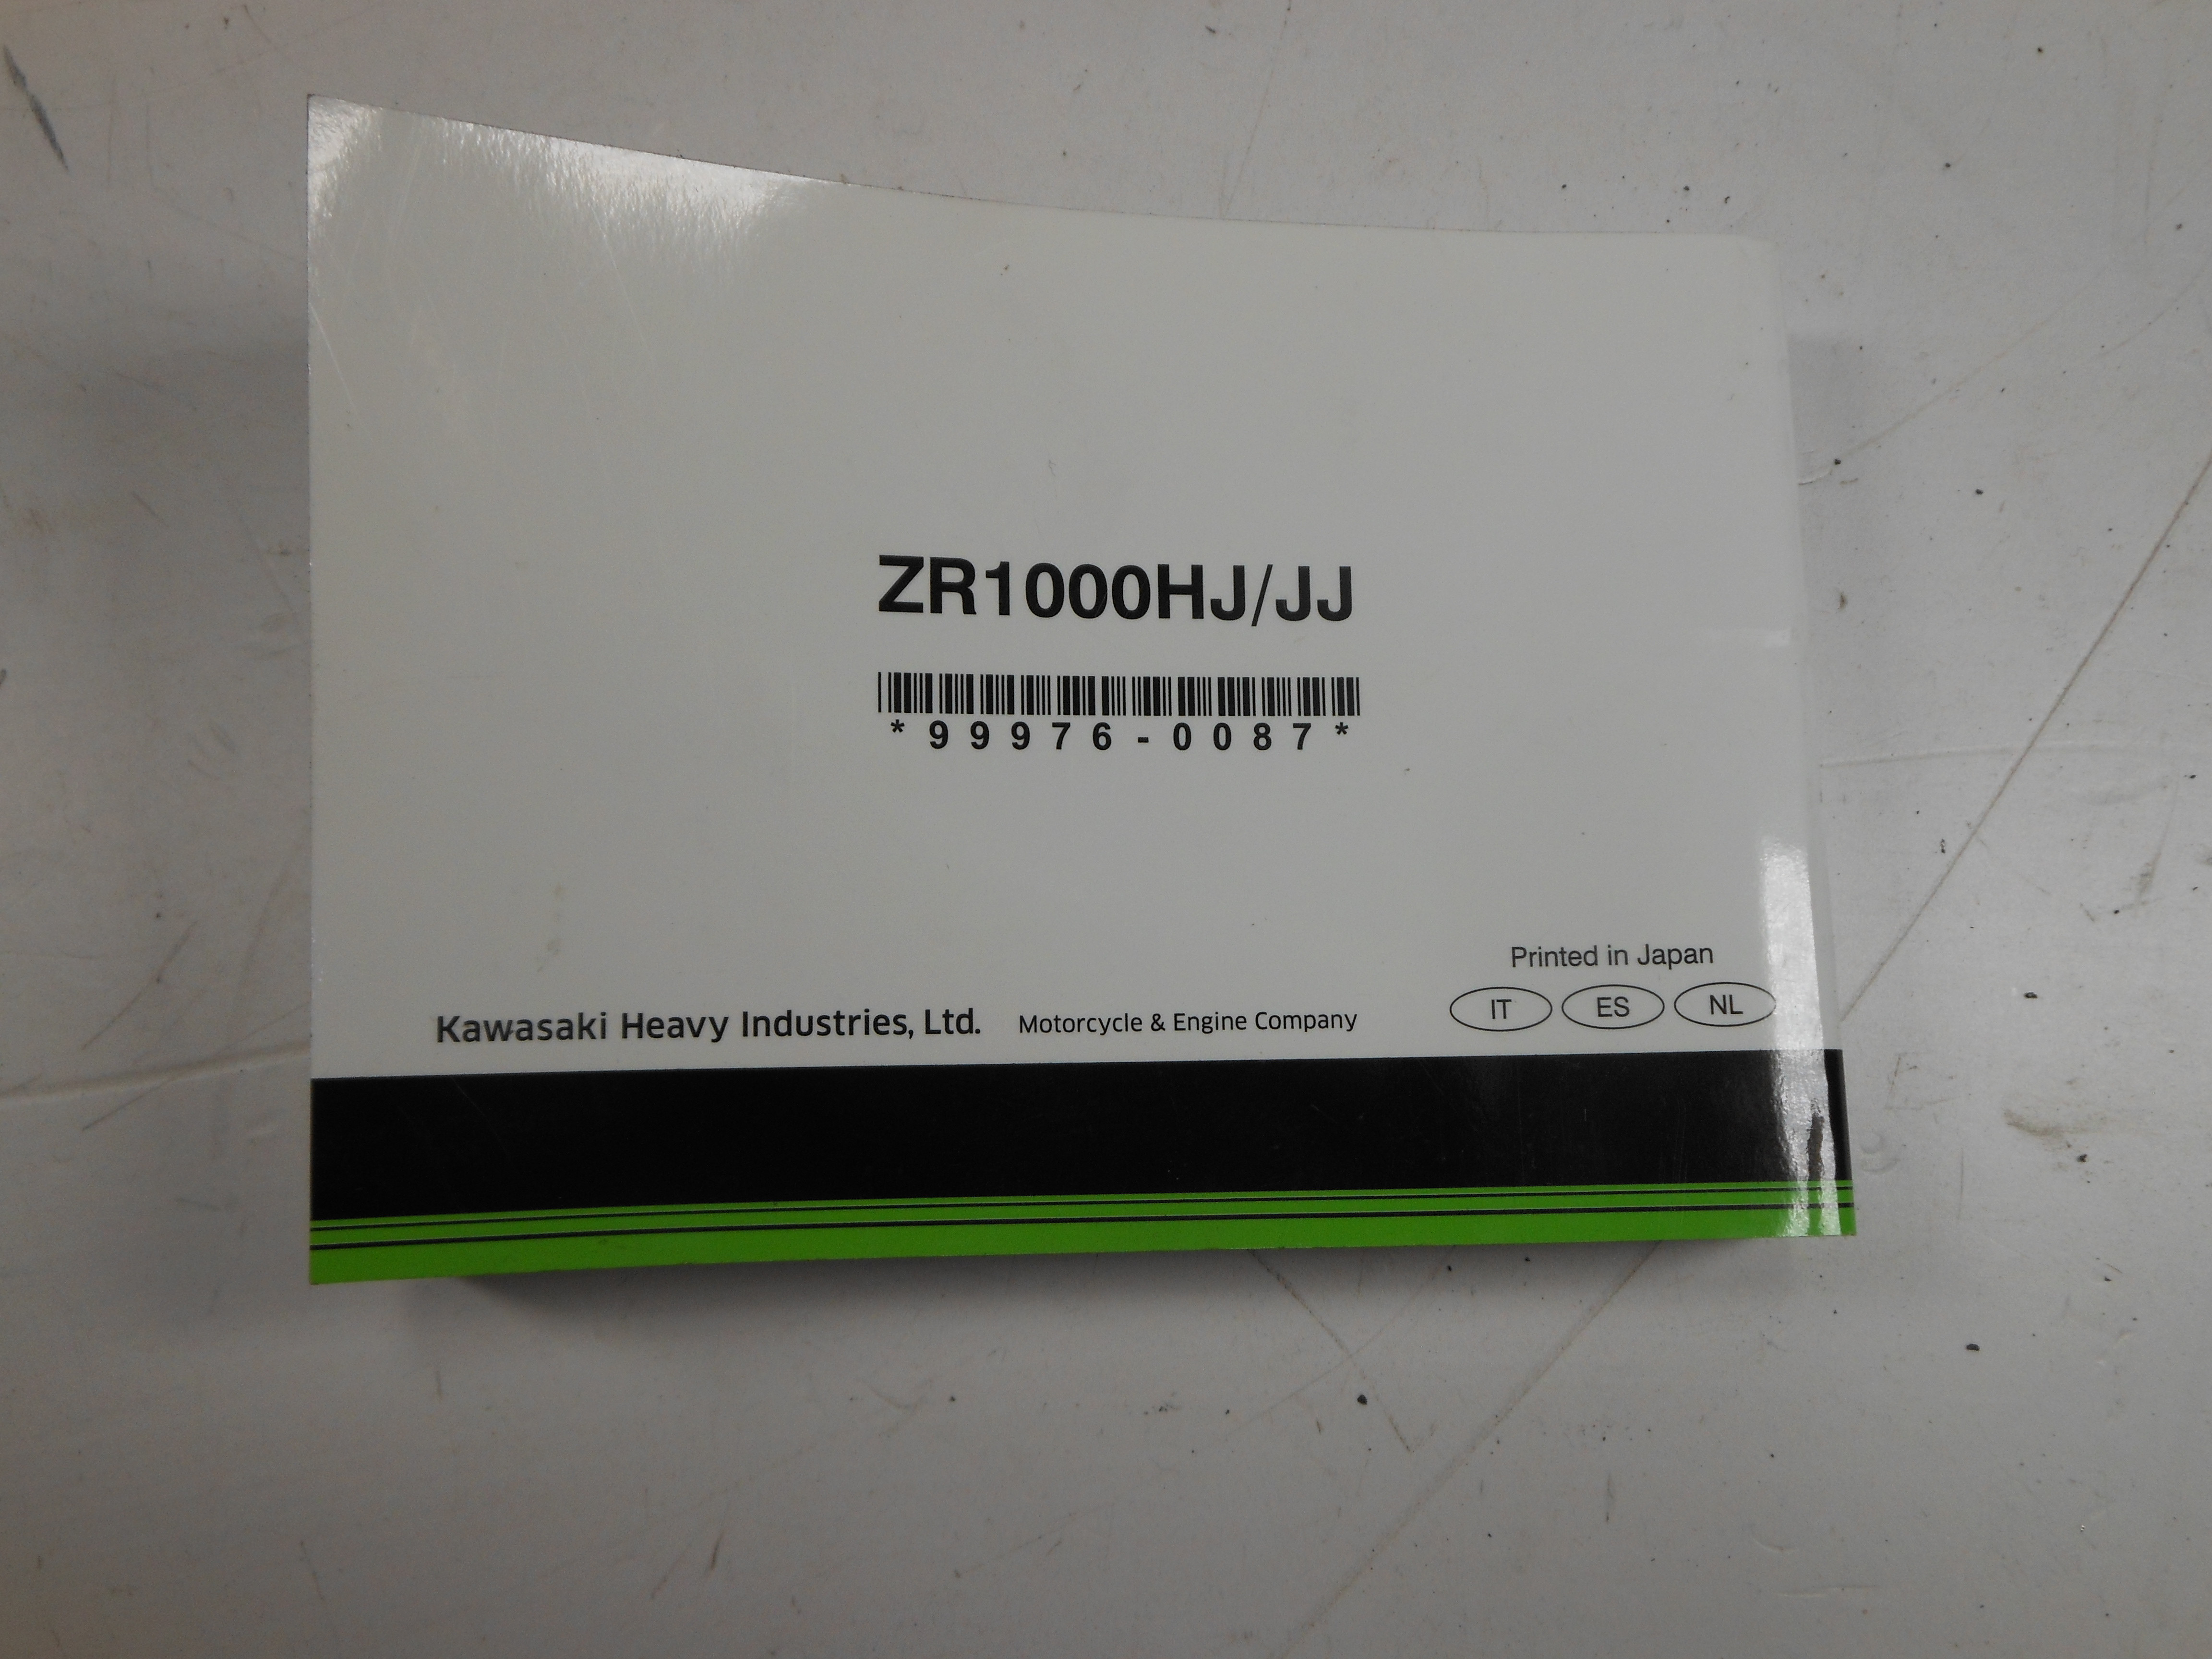 ZR1000HJ/JJ
*99976-0087*
Printed in Japan
IT ES NL
Kawasaki Heavy Industries, Ltd. Motorcycle & Engine Company